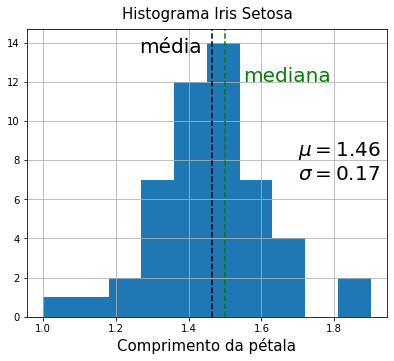 Histograma Iris Setosa
14
12
10
8
6
4
2
0
média
mediana
μ = 1.46
σ = 0.17
1.0 1.2 1.4 1.6 1.8
Comprimento da pétala